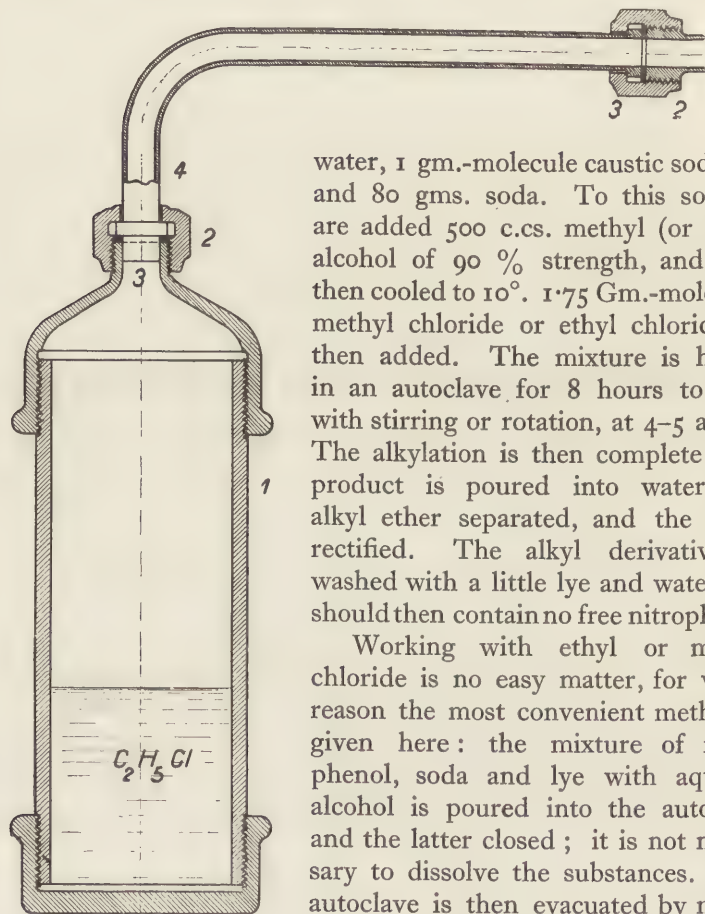 3 2
4
2
3
1
C₂H₅Cl
water, 1 gm.-molecule caustic sod
and 80 gms. soda. To this so
are added 500 c.cs. methyl (or
alcohol of 90 % strength, and
then cooled to 10°. 1·75 Gm.-mole
methyl chloride or ethyl chlorid
then added. The mixture is h
in an autoclave for 8 hours to
with stirring or rotation, at 4–5 a
The alkylation is then complete
product is poured into water
alkyl ether separated, and the
rectified. The alkyl derivativ
washed with a little lye and wate
should then contain no free nitroph
Working with ethyl or m
chloride is no easy matter, for
reason the most convenient meth
given here : the mixture of
phenol, soda and lye with aq
alcohol is poured into the auto
and the latter closed ; it is not n
sary to dissolve the substances.
autoclave is then evacuated by